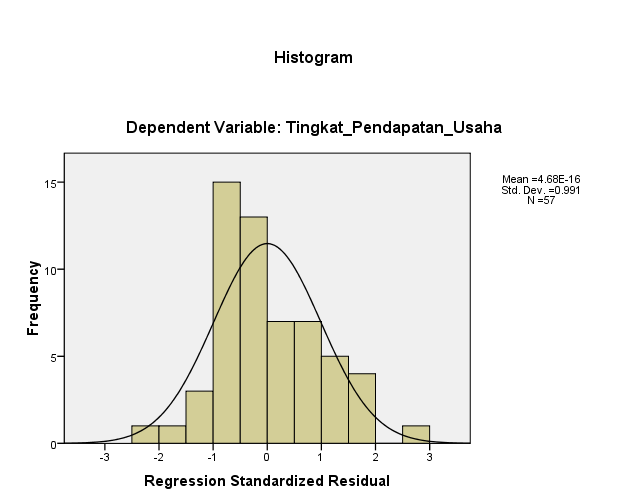 Histogram
Dependent Variable: Tingkat_Pendapatan_Usaha
Mean =4.68E-16
Std. Dev. =0.991
N =57
Frequency
15
10
5
0
-3 -2 -1 0 1 2 3
Regression Standardized Residual